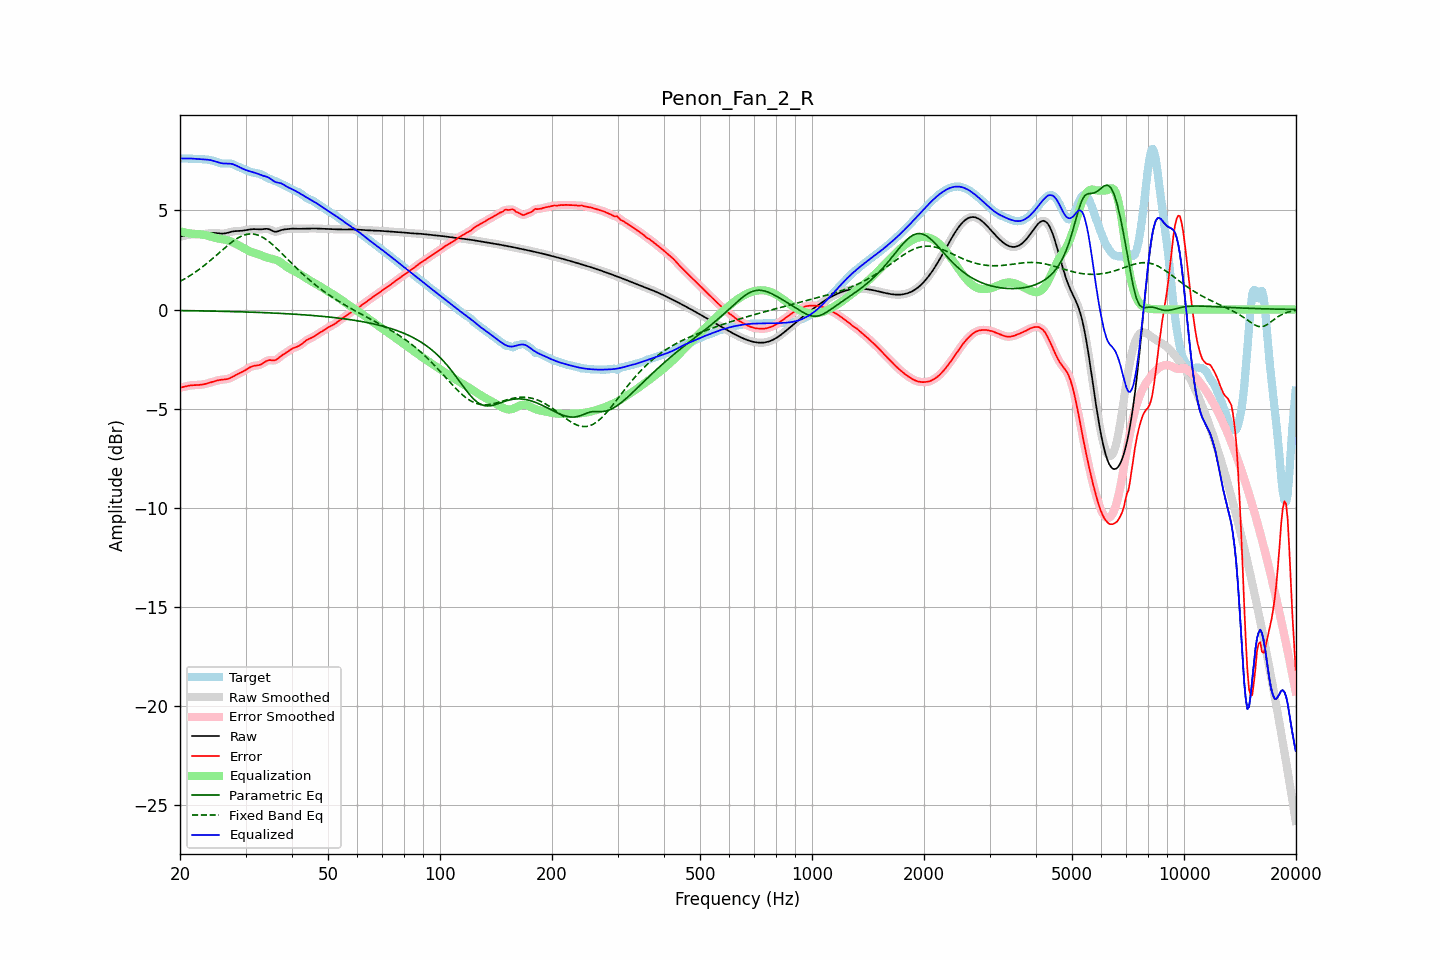 Penon_Fan_2_R
Amplitude (dBr)
5
0
−5
−10
−15
−20
−25
Target
Raw Smoothed
Error Smoothed
Raw
Error
Equalization
Parametric Eq
Fixed Band Eq
Equalized
20 50 100 200 500 1000 2000 5000 10000 20000
Frequency (Hz)